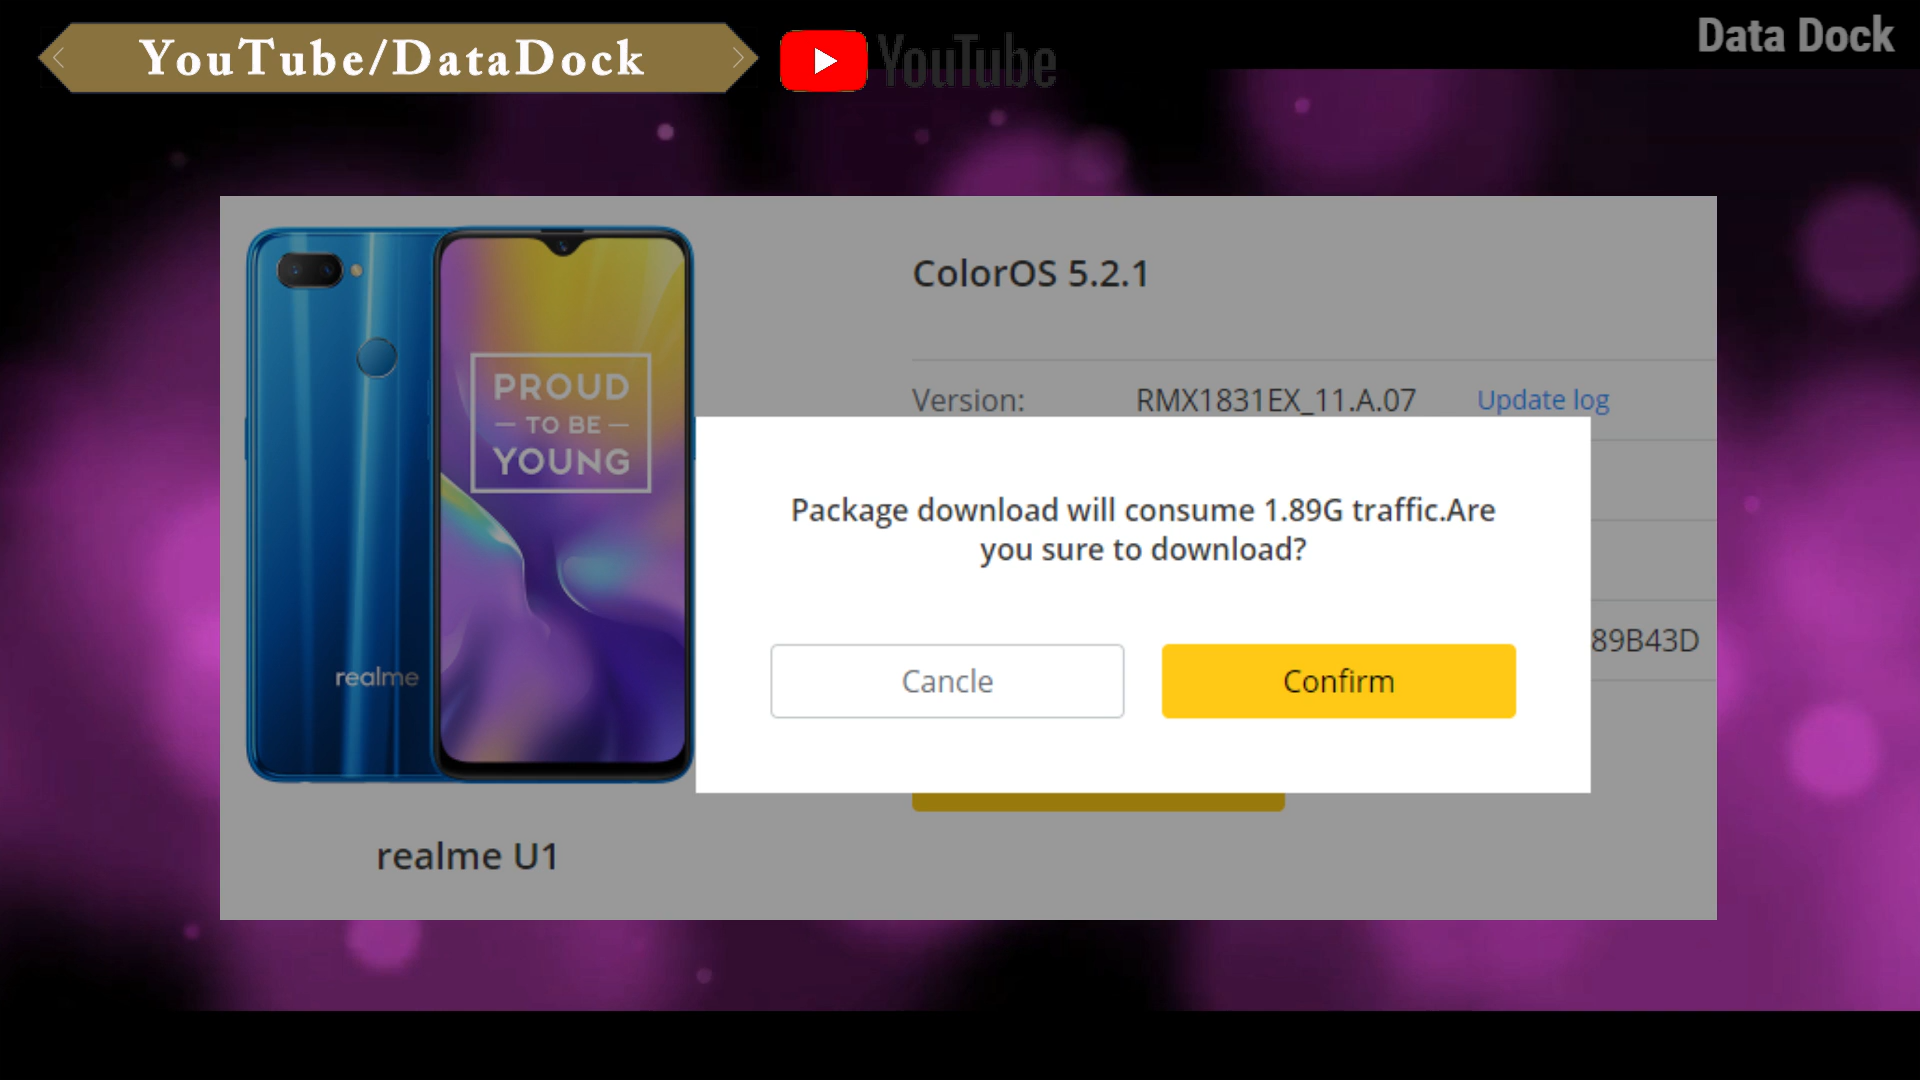 YouTube/DataDock
YouTube
Data Dock
PROUD
TO BE
YOUNG
realme
realme U1
ColorOS 5.2.1
Version: RMX1831EX_11.A.07 Update log
Package download will consume 1.89G traffic.Are
you sure to download?
Cancle Confirm
89B43D